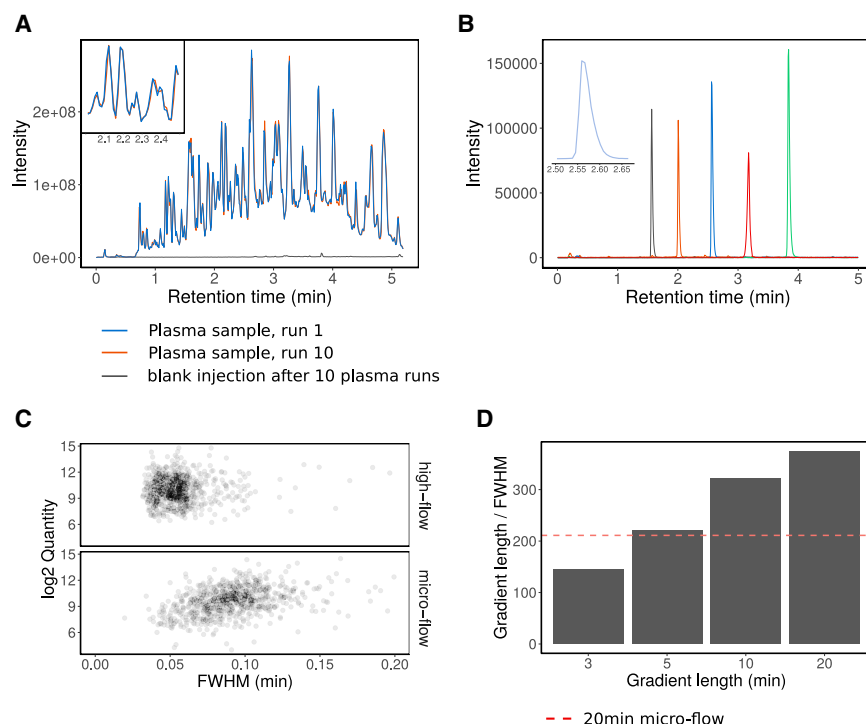 A
2e+08
1e+08
0e+00
Intensity
2.1 2.2 2.3 2.4
0 1 2 3 4 5
Retention time (min)
Plasma sample, run 1
Plasma sample, run 10
blank injection after 10 plasma runs
B
150000
100000
50000
0
Intensity
2.50 2.55 2.60 2.65
0 1 2 3 4 5
Retention time (min)
C
log2 Quantity
15
12
9
6
high-flow
15
12
9
6
micro-flow
0.00 0.05 0.10 0.15 0.20
FWHM (min)
D
Gradient length / FWHM
300
200
100
0
3 5 10 20
Gradient length (min)
20min micro-flow